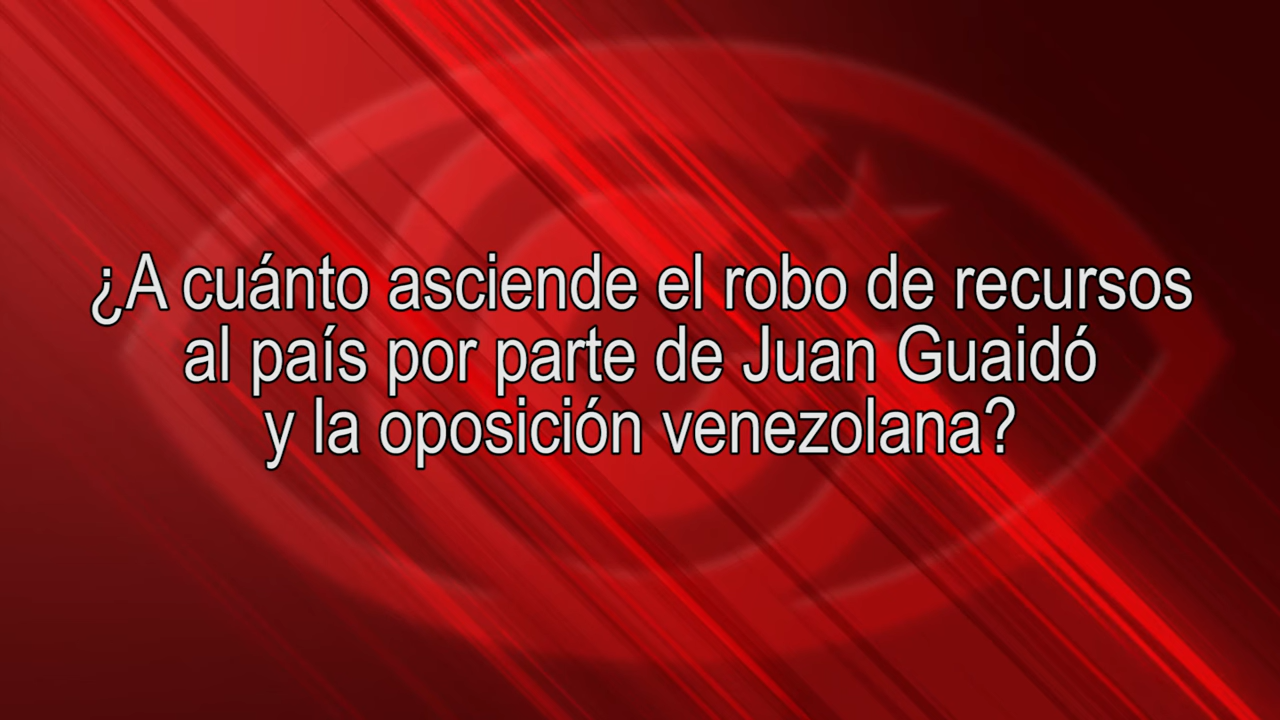 ¿A cuánto asciende el robo de recursos
al país por parte de Juan Guaidó
y la oposición venezolana?